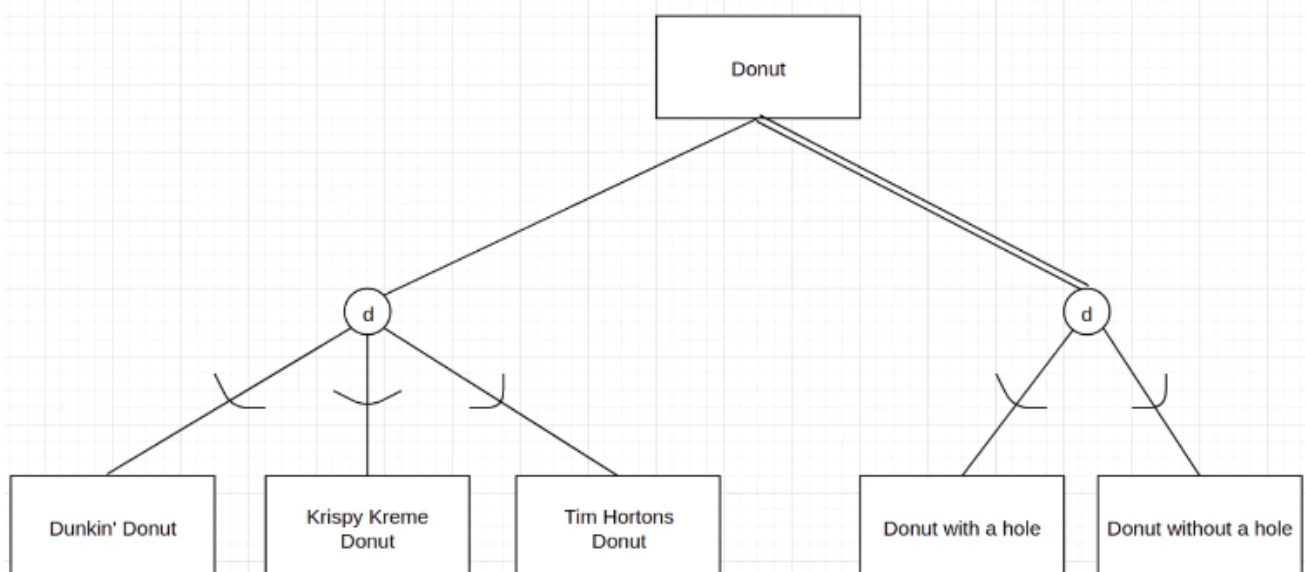 Donut
d
d
Dunkin' Donut
Krispy Kreme
Donut
Tim Hortons
Donut
Donut with a hole
Donut without a hole